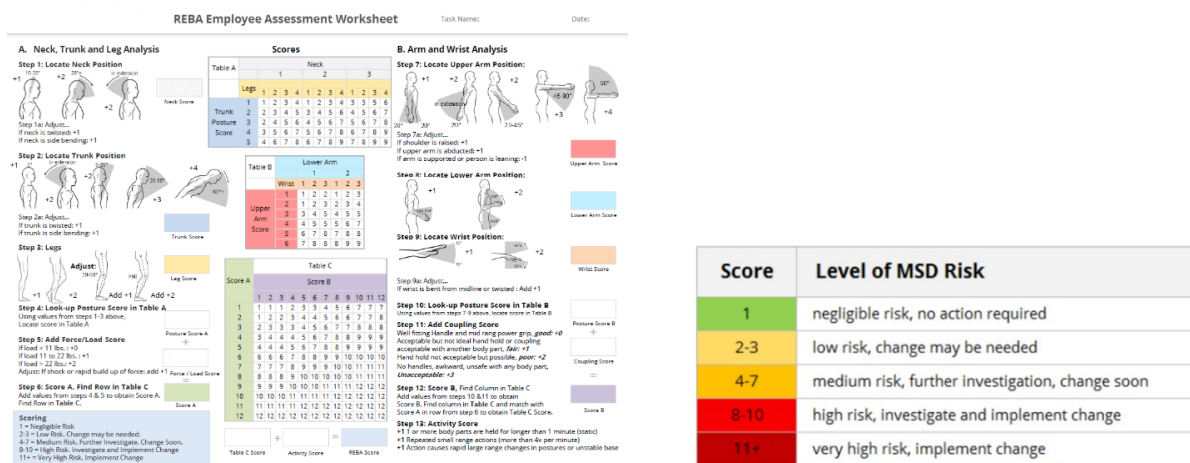 REBA Employee Assessment Worksheet
Task Name:
Date:
A. Neck, Trunk and Leg Analysis
Step 1: Locate Neck Position
+1
10-20°
+2
20°+
in extension
+2
Neck Score
Step 1a: Adjust...
If neck is twisted: +1
If neck is side bending: +1
Step 2: Locate Trunk Position
+1
in extension
+2
+2
+3
+4
Step 2a: Adjust...
If trunk is twisted: +1
If trunk is side bending: +1
Trunk Score
Step 3: Legs
Adjust:
+1
+2
Add +1
Add +2
Leg Score
Step 4: Look-up Posture Score in Table A
Using values from steps 1-3 above,
Locate score in Table A
Posture Score A
+
Step 5: Add Force/Load Score
If load < 11 lbs. : +0
If load 11 to 22 lbs. : +1
If load > 22 lbs.: +2
Adjust: If shock or rapid build up of force: add +1
Force / Load Score
=
Step 6: Score A, Find Row in Table C
Add values from steps 4 & 5 to obtain Score A.
Find Row in Table C.
Score A
Scoring
1 = Negligible Risk
2-3 = Low Risk. Change may be needed.
4-7 = Medium Risk. Further Investigate. Change Soon.
8-10 = High Risk. Investigate and Implement Change
11+ = Very High Risk. Implement Change
Scores
Table A
Neck
1 2 3
Legs 1 2 3 4 1 2 3 4 1 2 3 4
Trunk
Posture
Score
1 1 2 3 4 1 2 3 4 3 3 5 6
2 2 3 4 5 3 4 5 6 4 5 6 7
3 2 4 5 6 4 5 6 7 5 6 7 8
4 3 5 6 7 5 6 7 8 6 7 8 9
5 4 6 7 8 6 7 8 9 7 8 9 9
Table B
Lower Arm
1 2
Wrist 1 2 3 1 2 3
Upper
Arm
Score
1 1 2 2 1 2 3
2 1 2 3 2 3 4
3 3 4 5 4 5 5
4 4 5 5 5 6 7
5 6 7 8 7 8 8
6 7 8 8 8 9 9
Table C
Score A
Score B
1 2 3 4 5 6 7 8 9 10 11 12
1 1 1 1 2 3 3 4 5 6 7 7 7
2 1 2 2 3 4 4 5 6 6 7 7 8
3 2 3 3 3 4 5 6 7 7 8 8 8
4 3 4 4 4 5 6 7 8 8 9 9 9
5 4 4 4 5 6 7 8 8 9 9 9 9
6 6 6 6 7 8 8 9 9 10 10 10 10
7 7 7 7 8 9 9 9 10 10 11 11 11
8 8 8 8 9 10 10 10 10 10 11 11 11
9 9 9 9 10 10 10 11 11 11 12 12 12
10 10 10 10 11 11 11 11 12 12 12 12 12
11 11 11 11 11 12 12 12 12 12 12 12 12
12 12 12 12 12 12 12 12 12 12 12 12 12
+
=
Table C Score
Activity Score
REBA Score
B. Arm and Wrist Analysis
Step 7: Locate Upper Arm Position:
+1
+2
in extension
+2
+3
+4
20°
20°
20°
45-90°
90°
Step 7a: Adjust...
If shoulder is raised: +1
If upper arm is abducted: +1
If arm is supported or person is leaning: -1
Upper Arm Score
Step 8: Locate Lower Arm Position:
+1
+2
Lower Arm Score
Step 9: Locate Wrist Position:
+1
+2
Wrist Score
Step 9a: Adjust...
If wrist is bent from midline or twisted : Add +1
Step 10: Look-up Posture Score in Table B
Using values from steps 7-9 above, locate score in Table B
Posture Score B
+
Step 11: Add Coupling Score
Well fitting Handle and mid rang power grip, good: +0
Acceptable but not ideal hand hold or coupling
acceptable with another body part, fair: +1
Hand hold not acceptable but possible, poor: +2
No handles, awkward, unsafe with any body part,
Unacceptable: +3
Coupling Score
=
Step 12: Score B, Find Column in Table C
Add values from steps 10 &11 to obtain
Score B. Find column in Table C and match with
Score A in row from step 6 to obtain Table C Score.
Score B
Step 13: Activity Score
+1 1 or more body parts are held for longer than 1 minute (static)
+1 Repeated small range actions (more than 4x per minute)
+1 Action causes rapid large range changes in postures or unstable base
Score Level of MSD Risk
1 negligible risk, no action required
2-3 low risk, change may be needed
4-7 medium risk, further investigation, change soon
8-10 high risk, investigate and implement change
11+ very high risk, implement change